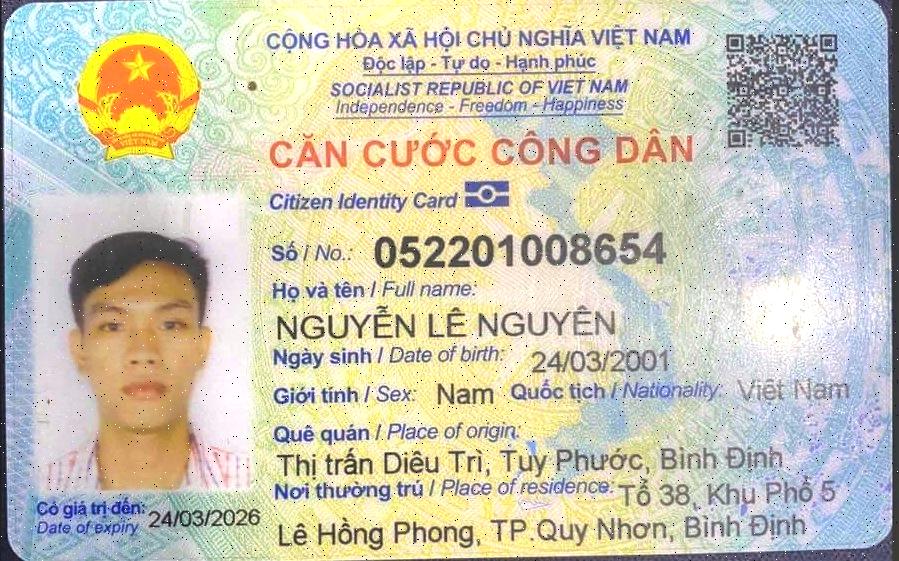 CỘNG HÒA XÃ HỘI CHỦ NGHĨA VIỆT NAM
Độc lập - Tự do - Hạnh phúc
SOCIALIST REPUBLIC OF VIET NAM
Independence - Freedom - Happiness
CĂN CƯỚC CÔNG DÂN
Citizen Identity Card
Số / No.: 052201008654
Họ và tên / Full name:
NGUYỄN LÊ NGUYÊN
Ngày sinh / Date of birth: 24/03/2001
Giới tính / Sex: Nam Quốc tịch / Nationality: Việt Nam
Quê quán / Place of origin:
Thị trấn Diêu Trì, Tuy Phước, Bình Định
Nơi thường trú / Place of residence: Tổ 38, Khu Phố 5
Lê Hồng Phong, TP.Quy Nhơn, Bình Định
Có giá trị đến: 24/03/2026
Date of expiry
VIỆT NAM